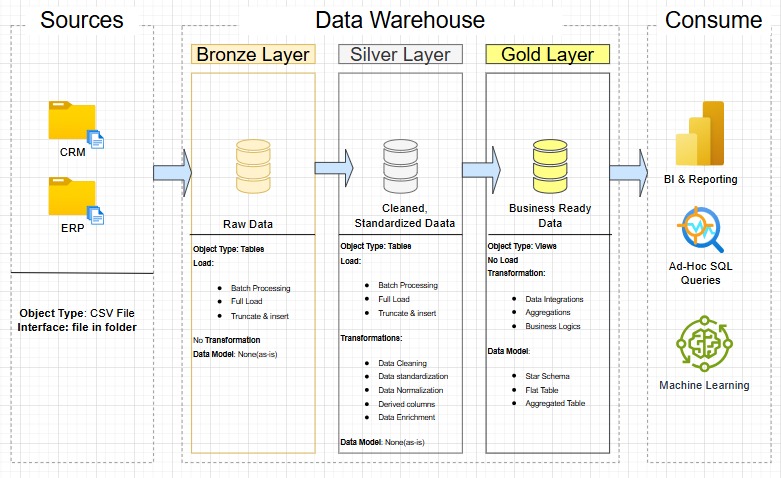 Sources
Data Warehouse
Consume
Bronze Layer
Silver Layer
Gold Layer
CRM
ERP
Object Type: CSV File
Interface: file in folder
Raw Data
Object Type: Tables
Load:
Batch Processing
Full Load
Truncate & insert
No Transformation
Data Model: None(as-is)
Cleaned,
Standardized Daata
Object Type: Tables
Load:
Batch Processing
Full Load
Truncate & insert
Transformations:
Data Cleaning
Data standardization
Data Normalization
Derived columns
Data Enrichment
Data Model: None(as-is)
Business Ready
Data
Object Type: Views
No Load
Transformation:
Data Integrations
Aggregations
Business Logics
Data Model:
Star Schema
Flat Table
Aggregated Table
BI & Reporting
Ad-Hoc SQL
Queries
Machine Learning